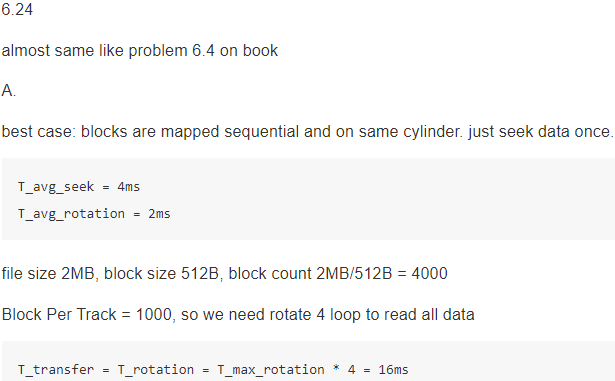 6.24
almost same like problem 6.4 on book
A.
best case: blocks are mapped sequential and on same cylinder. just seek data once.
T_avg_seek = 4ms
T_avg_rotation = 2ms
file size 2MB, block size 512B, block count 2MB/512B = 4000
Block Per Track = 1000, so we need rotate 4 loop to read all data
T_transfer = T_rotation = T_max_rotation * 4 = 16ms